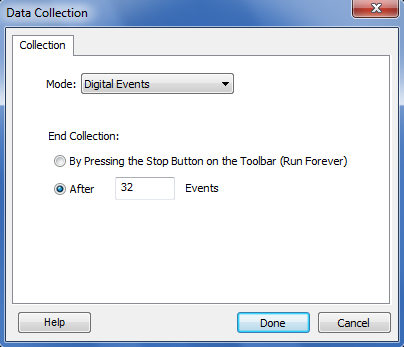 Data Collection
Collection
Mode: Digital Events
End Collection:
By Pressing the Stop Button on the Toolbar (Run Forever)
After 32 Events
Help Done Cancel